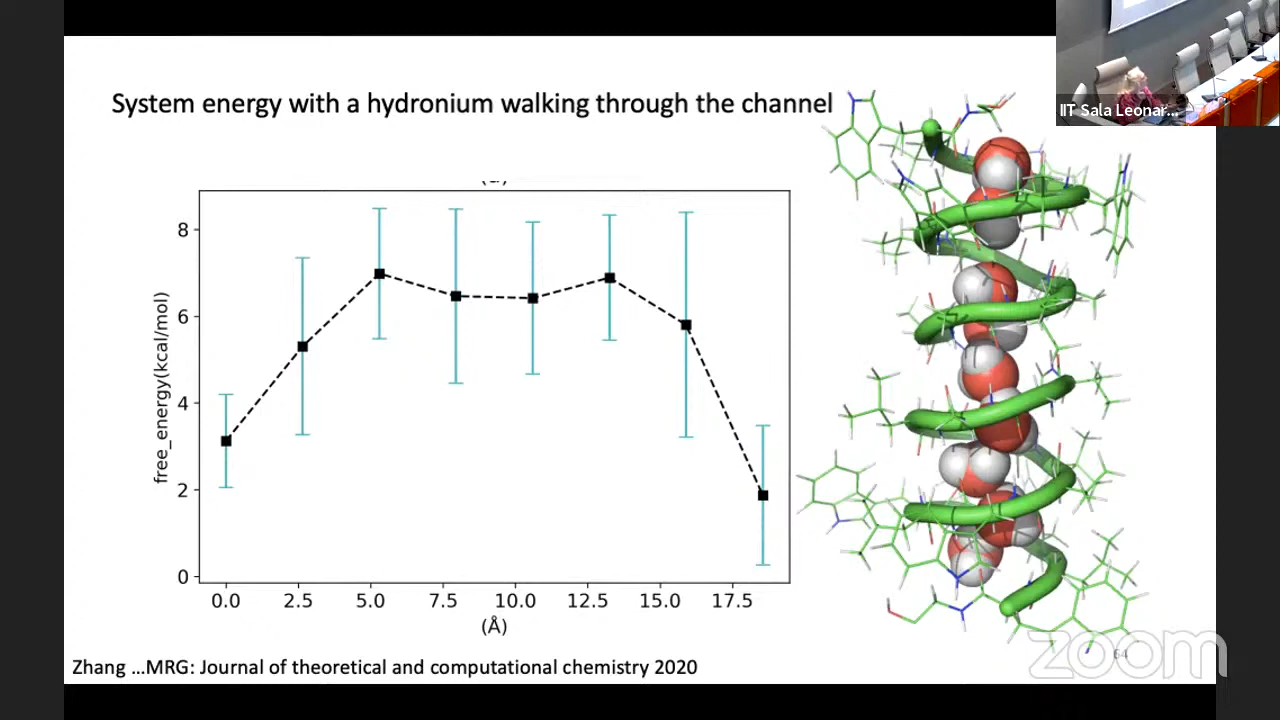 IIT Sala Leonar...
System energy with a hydronium walking through the channel
free_energy(kcal/mol)
8
6
4
2
0
0.0 2.5 5.0 7.5 10.0 12.5 15.0 17.5
(Å)
Zhang ...MRG: Journal of theoretical and computational chemistry 2020
64
zoom